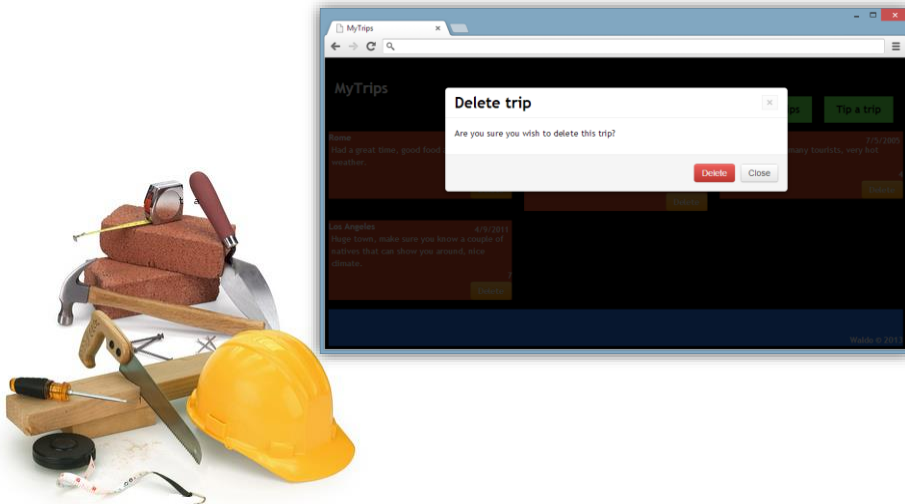 MyTrips
MyTrips
Delete trip
Are you sure you wish to delete this trip?
Delete
Close
ps
Tip a trip
Rome
Had a great time, good food
weather.
7/5/2005
many tourists, very hot
4
Delete
Delete
Los Angeles
4/9/2011
Huge town, make sure you know a couple of
natives that can show you around, nice
climate.
7
Delete
Waldo © 2013
t a